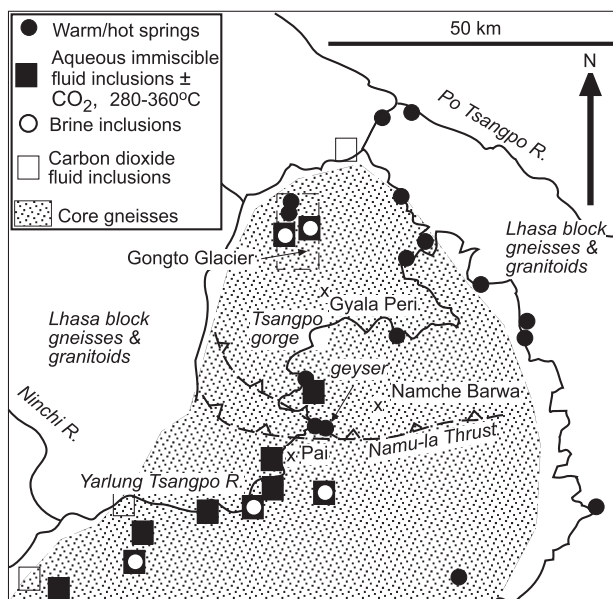 Warm/hot springs
Aqueous immiscible
fluid inclusions ±
CO₂, 280-360ºC
Brine inclusions
Carbon dioxide
fluid inclusions
Core gneisses
50 km
N
Po Tsangpo R.
Lhasa block
gneisses &
granitoids
Gongto Glacier
x
Gyala Peri
Tsangpo
gorge
Lhasa block
gneisses &
granitoids
geyser
Namche Barwa
x
Ninchi R.
Namu-la Thrust
x Pai
Yarlung Tsangpo R.